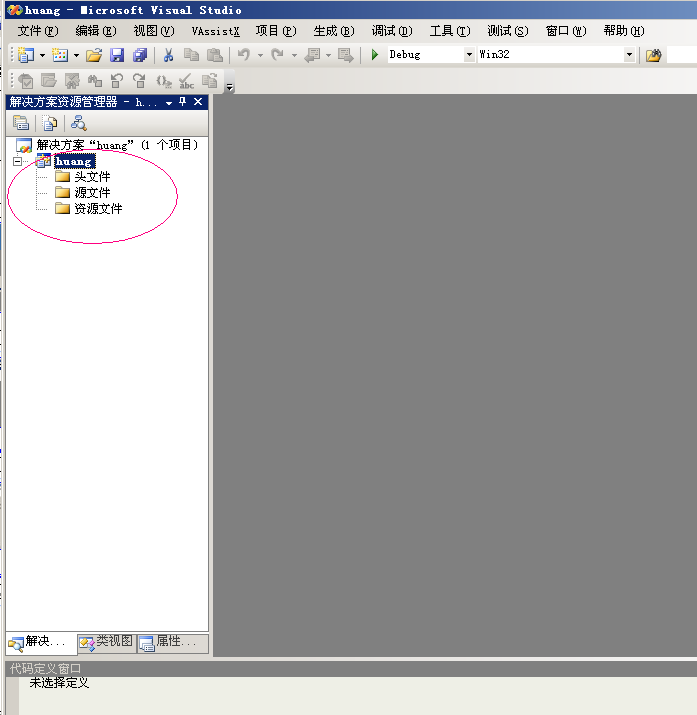 huang - Microsoft Visual Studio
文件(F) 编辑(E) 视图(V) VAssistX 项目(P) 生成(B) 调试(D) 工具(T) 测试(S) 窗口(W) 帮助(H)
Debug Win32
abc
解决方案资源管理器 - h...
解决方案“huang”(1 个项目)
huang
头文件
源文件
资源文件
解决... 类视图 属性...
代码定义窗口
未选择定义